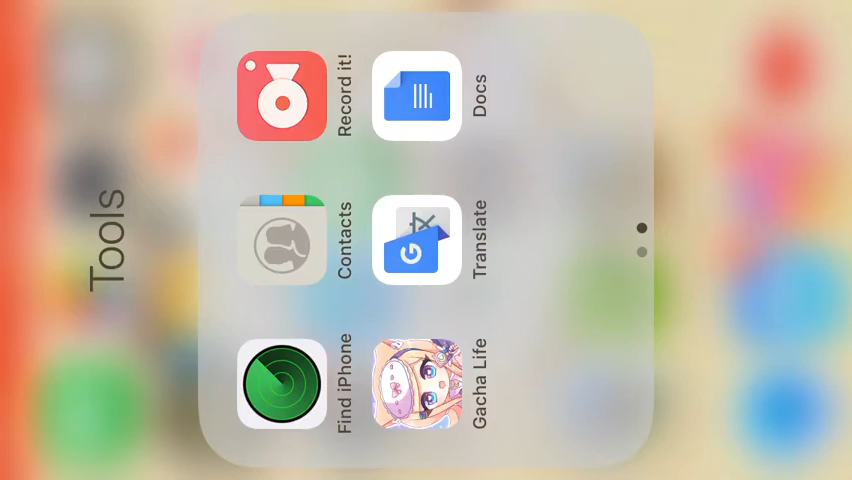 Tools
Find iPhone
Contacts
Record it!
Gacha Life
Translate
Docs